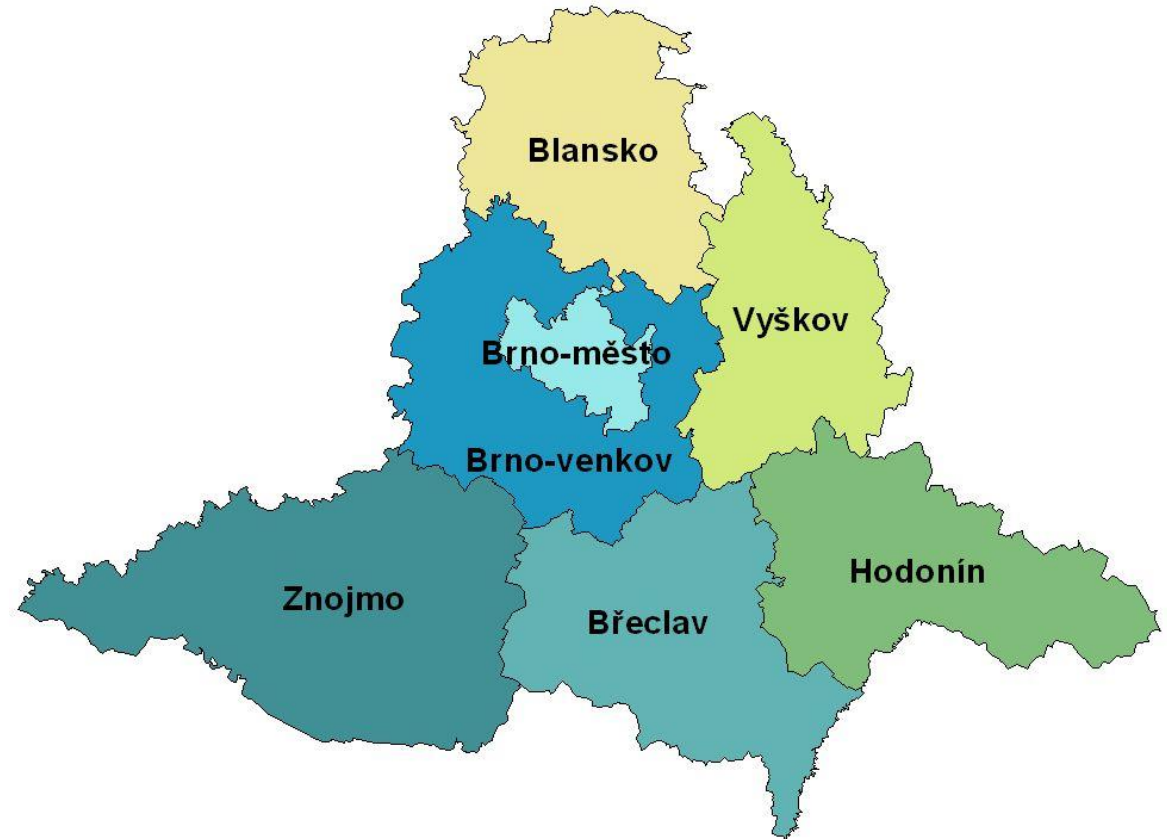 Blansko
Vyškov
Brno-město
Brno-venkov
Hodonín
Znojmo
Břeclav